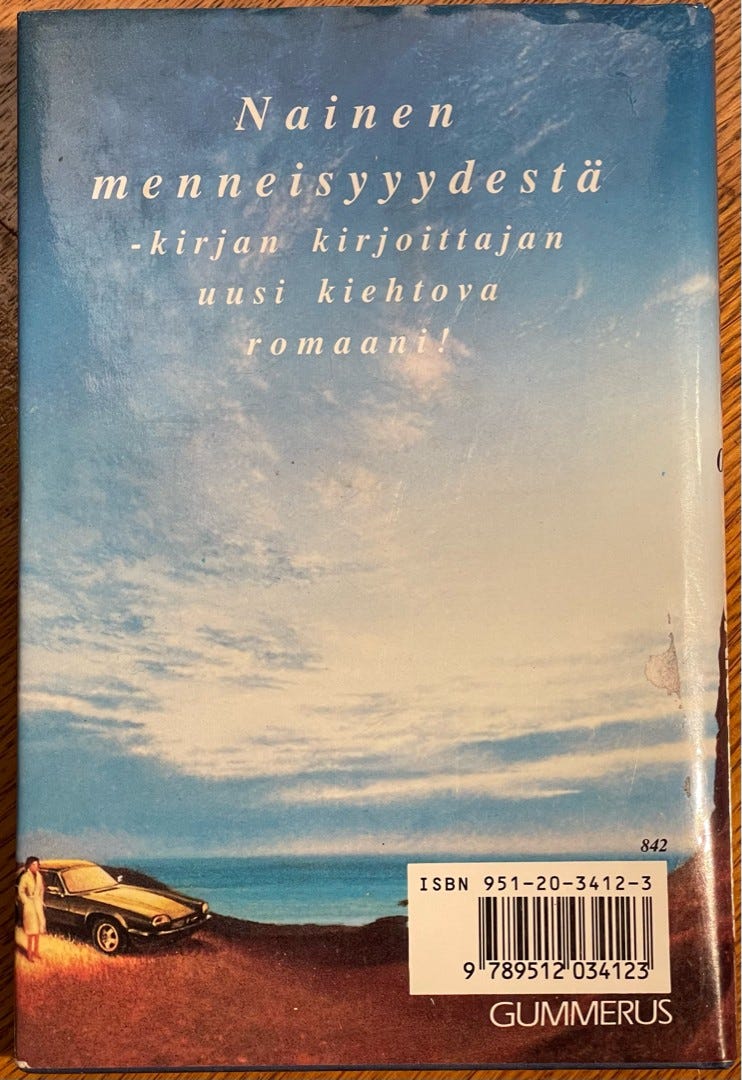 Nainen
menneisyyydestä
-kirjan kirjoittajan
uusi kiehtova
romaani!
842
ISBN 951-20-3412-3
9 789512 034123
GUMMERUS